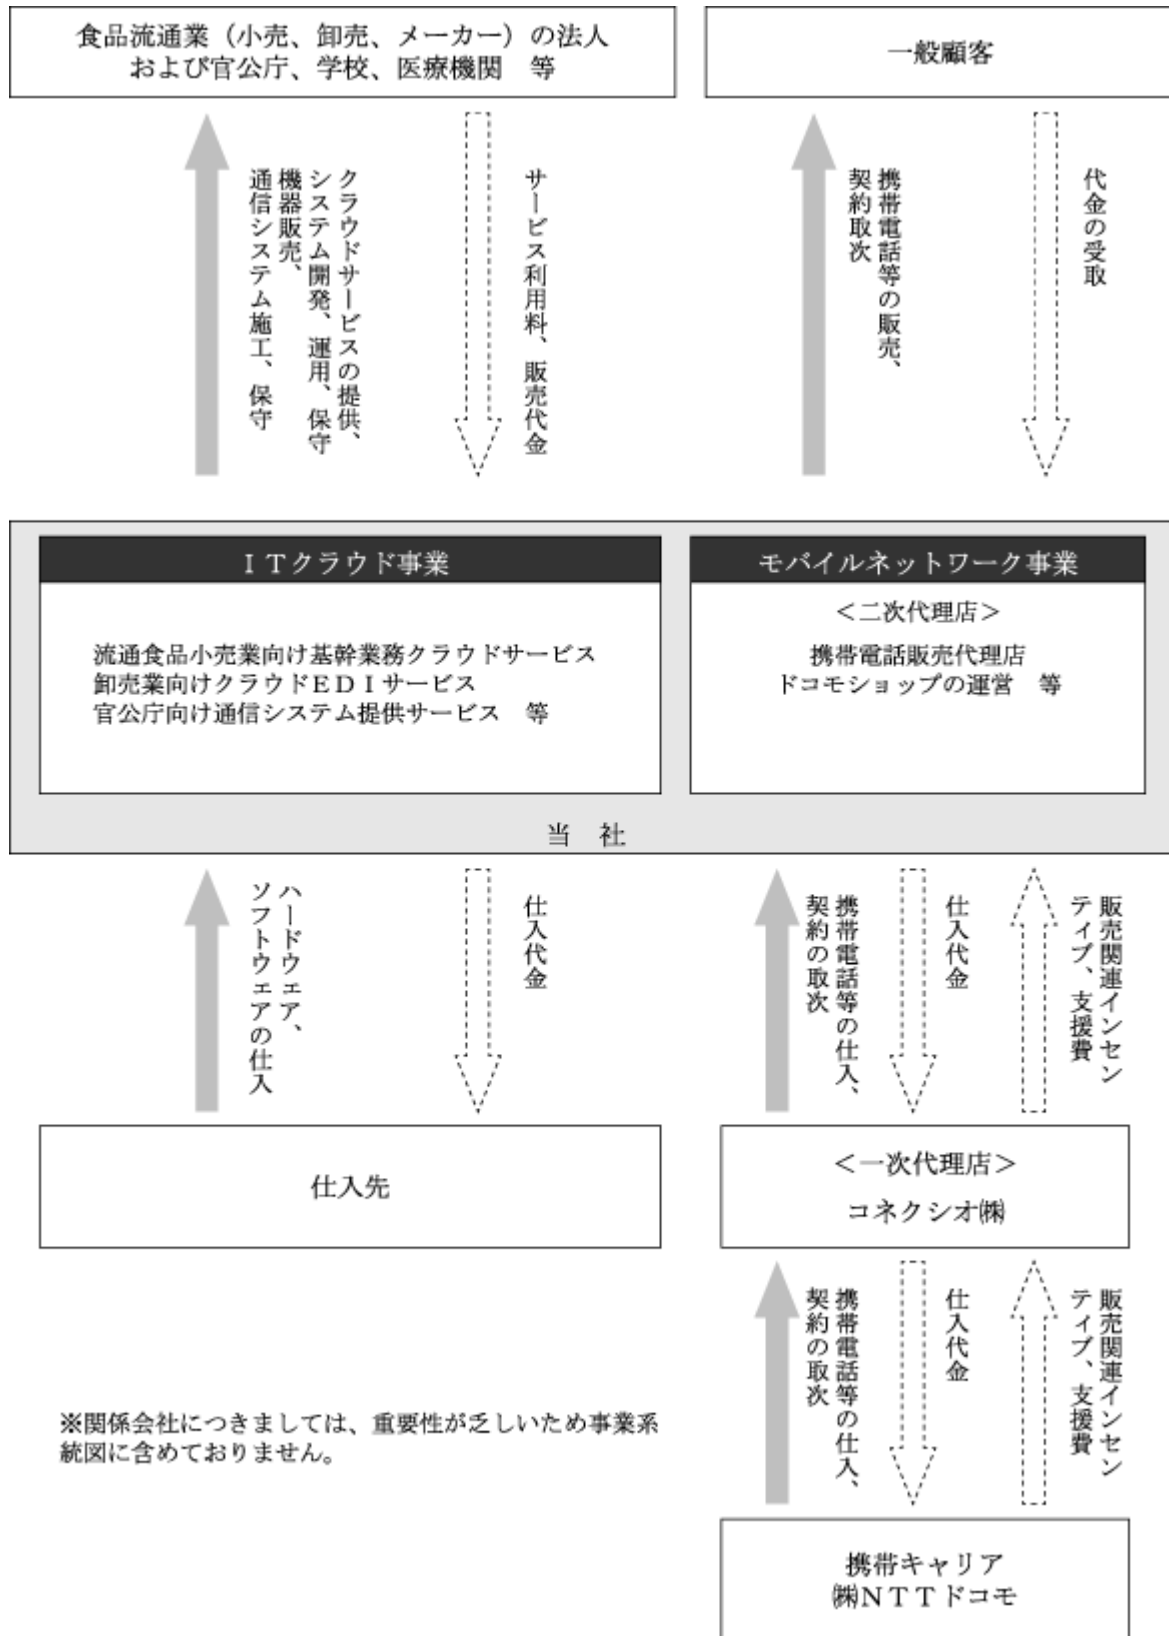 食品流通業（小売、卸売、メーカー）の法人
および官公庁、学校、医療機関　等
一般顧客
クラウドサービスの提供、
システム開発、運用、保守
機器販売、
通信システム施工、保守
サービス利用料、販売代金
携帯電話等の販売、
契約取次
代金の受取
ＩＴクラウド事業
流通食品小売業向け基幹業務クラウドサービス
卸売業向けクラウドＥＤＩサービス
官公庁向け通信システム提供サービス　等
モバイルネットワーク事業
＜二次代理店＞
携帯電話販売代理店
ドコモショップの運営　等
当　社
ハードウェア、
ソフトウェアの仕入
仕入代金
携帯電話等の仕入、
契約の取次
仕入代金
販売関連インセン
ティブ、支援費
仕入先
＜一次代理店＞
コネクシオ㈱
携帯電話等の仕入、
契約の取次
仕入代金
販売関連インセン
ティブ、支援費
※関係会社につきましては、重要性が乏しいため事業系
統図に含めておりません。
携帯キャリア
㈱ＮＴＴドコモ